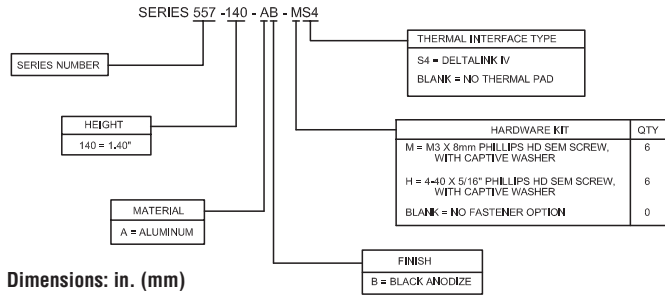 SERIES 557 -140 - AB - MS4
THERMAL INTERFACE TYPE
S4 = DELTALINK IV
BLANK = NO THERMAL PAD
SERIES NUMBER
HEIGHT
140 = 1.40"
HARDWARE KIT QTY
M = M3 X 8mm PHILLIPS HD SEM SCREW, 6
WITH CAPTIVE WASHER
H = 4-40 X 5/16" PHILLIPS HD SEM SCREW, 6
WITH CAPTIVE WASHER
BLANK = NO FASTENER OPTION 0
MATERIAL
A = ALUMINUM
FINISH
B = BLACK ANODIZE
Dimensions: in. (mm)